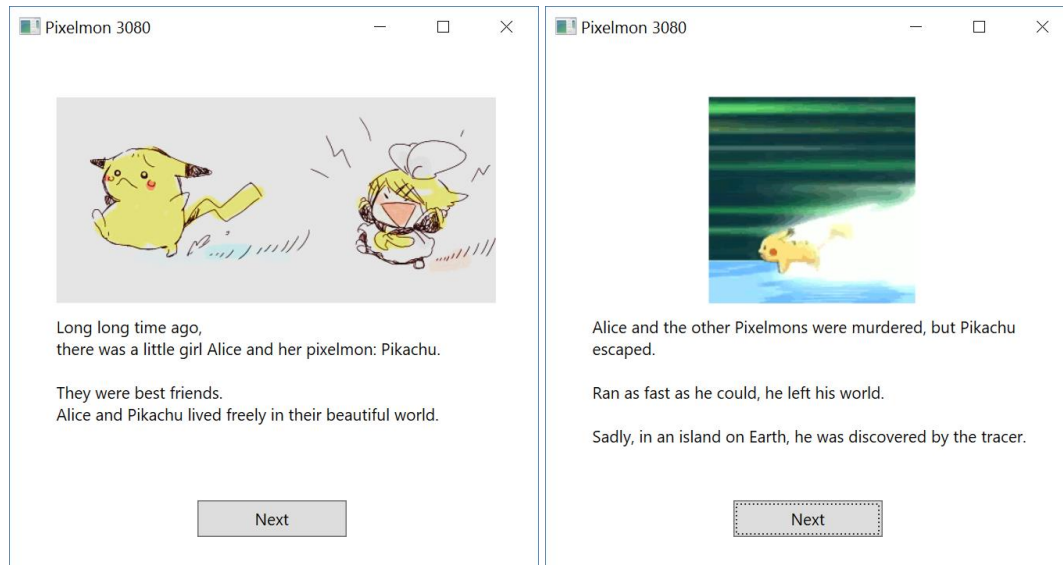 Pixelmon 3080
Long long time ago,
there was a little girl Alice and her pixelmon: Pikachu.
They were best friends.
Alice and Pikachu lived freely in their beautiful world.
Next
Pixelmon 3080
Alice and the other Pixelmons were murdered, but Pikachu
escaped.
Ran as fast as he could, he left his world.
Sadly, in an island on Earth, he was discovered by the tracer.
Next